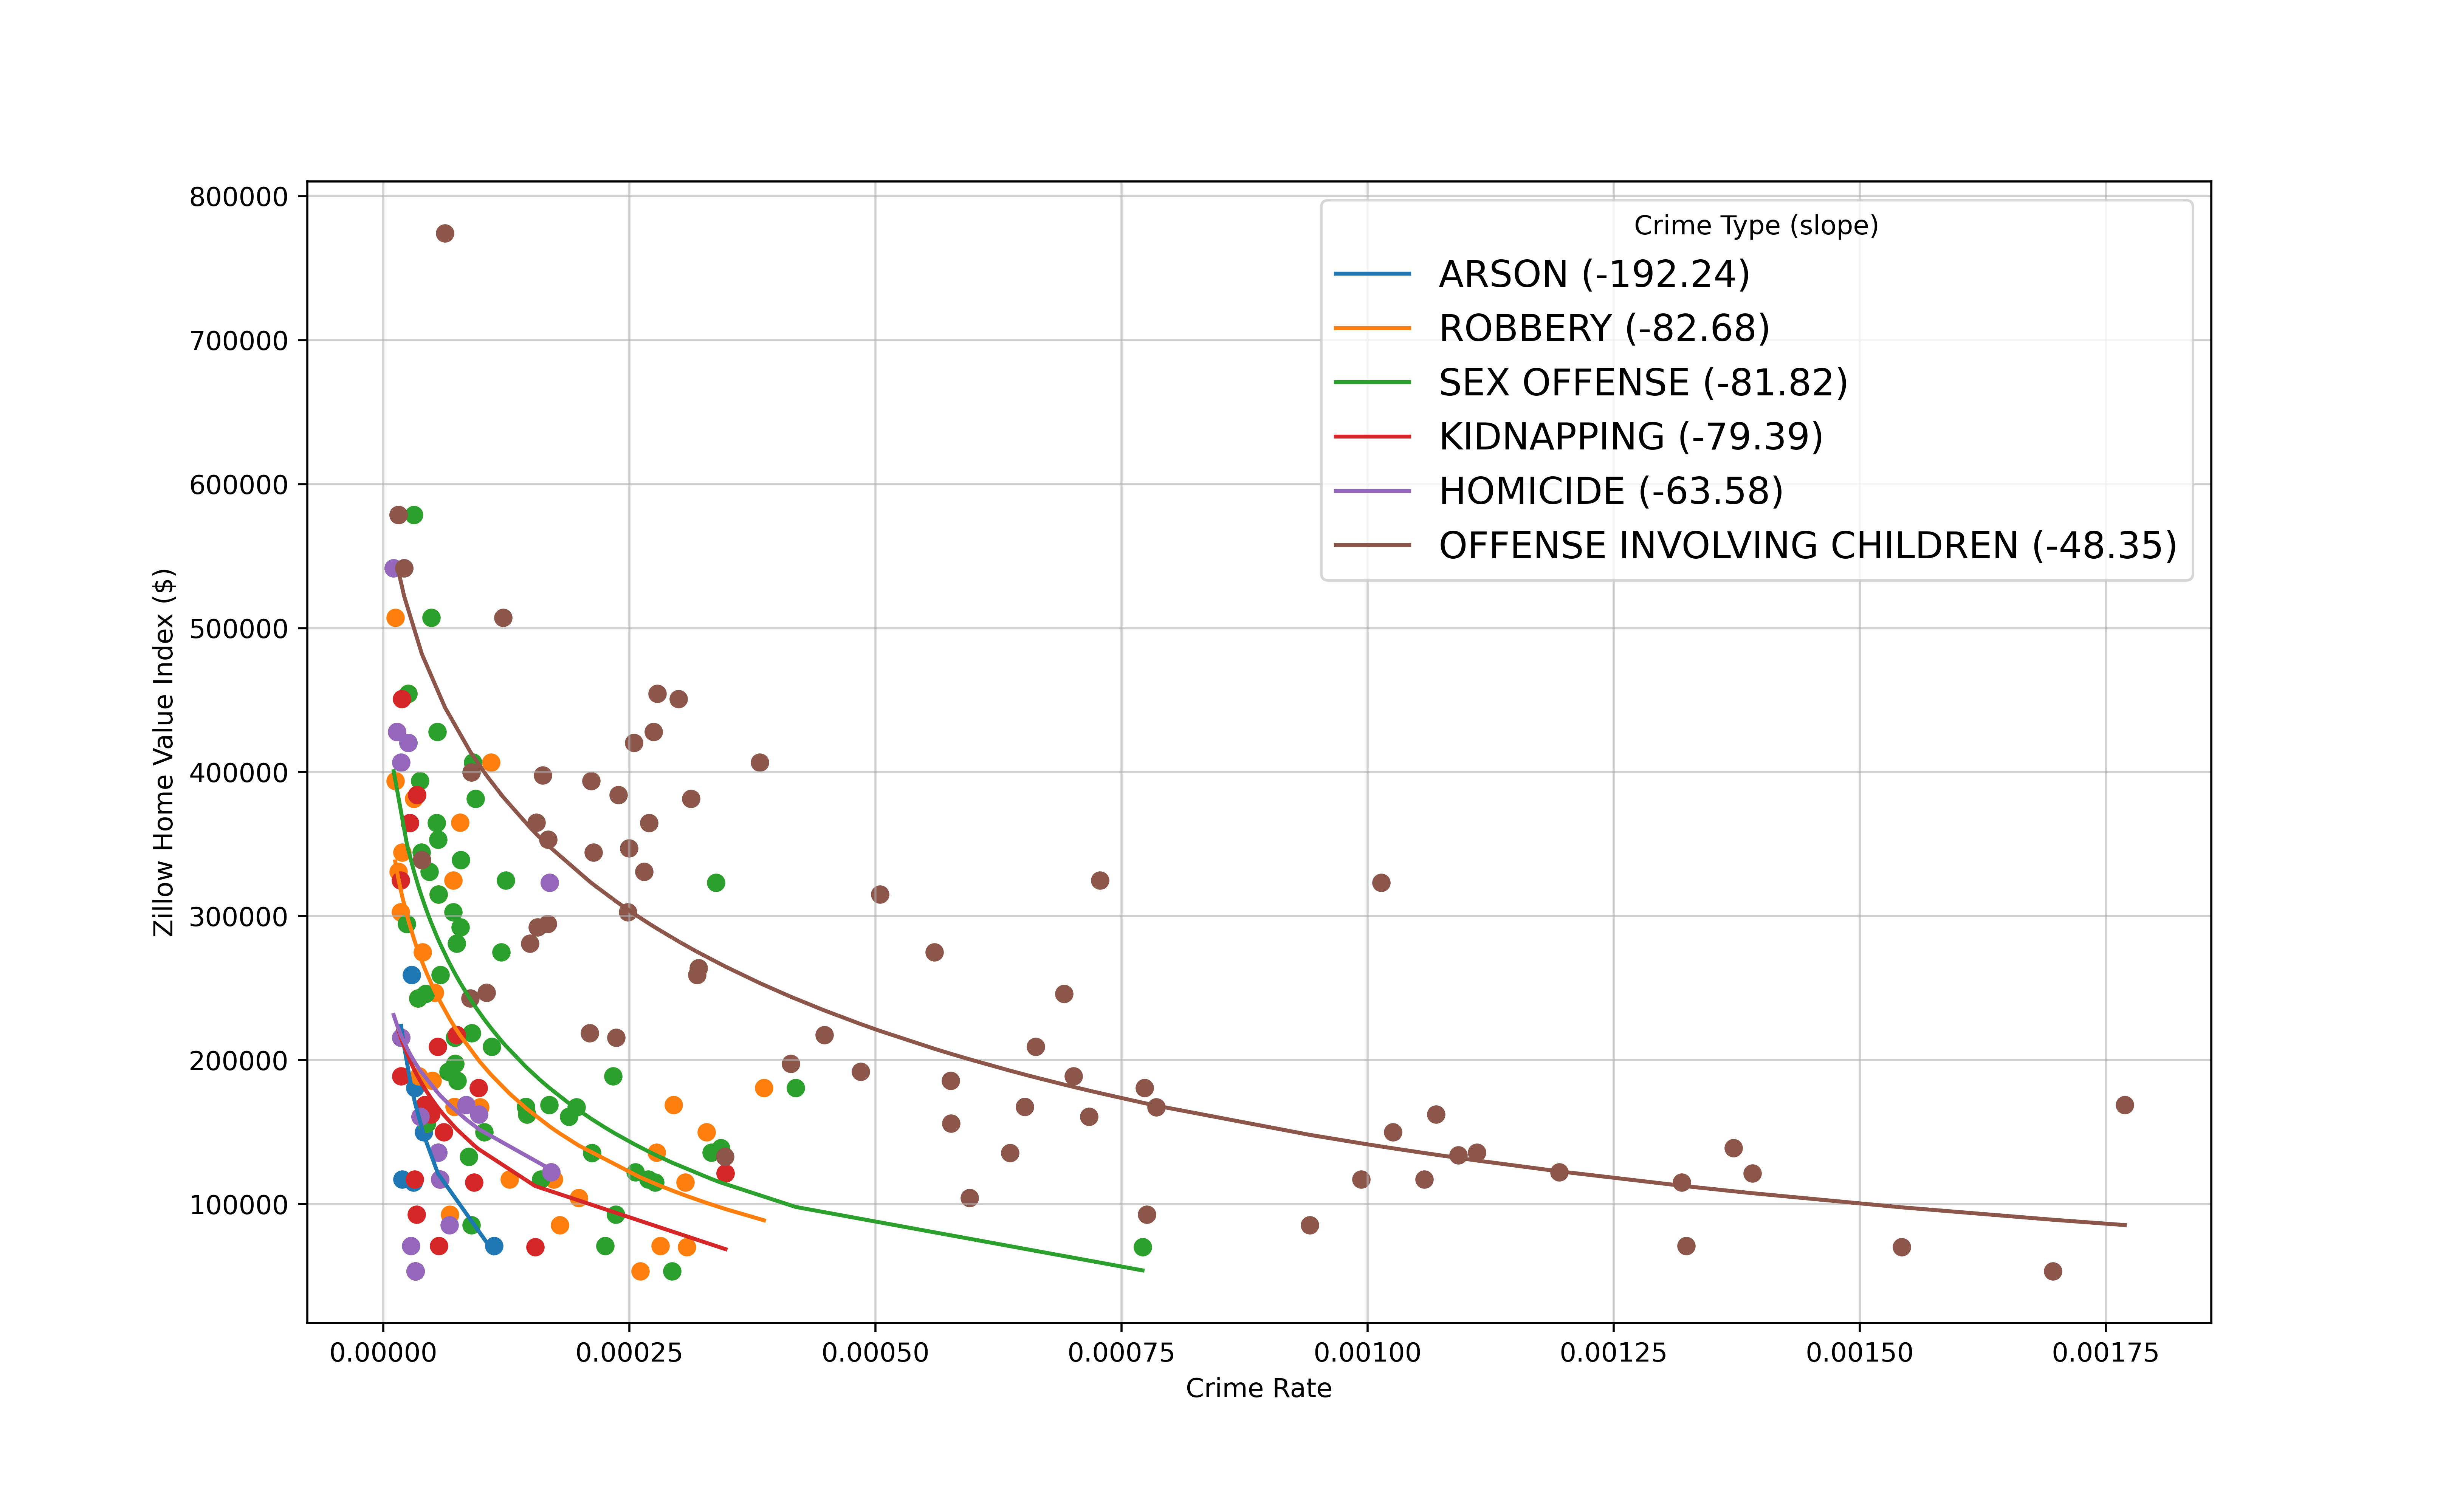 800000
700000
600000
500000
400000
300000
200000
100000
Zillow Home Value Index ($)
Crime Type (slope)
ARSON (-192.24)
ROBBERY (-82.68)
SEX OFFENSE (-81.82)
KIDNAPPING (-79.39)
HOMICIDE (-63.58)
OFFENSE INVOLVING CHILDREN (-48.35)
0.00000 0.00025 0.00050 0.00075 0.00100 0.00125 0.00150 0.00175
Crime Rate